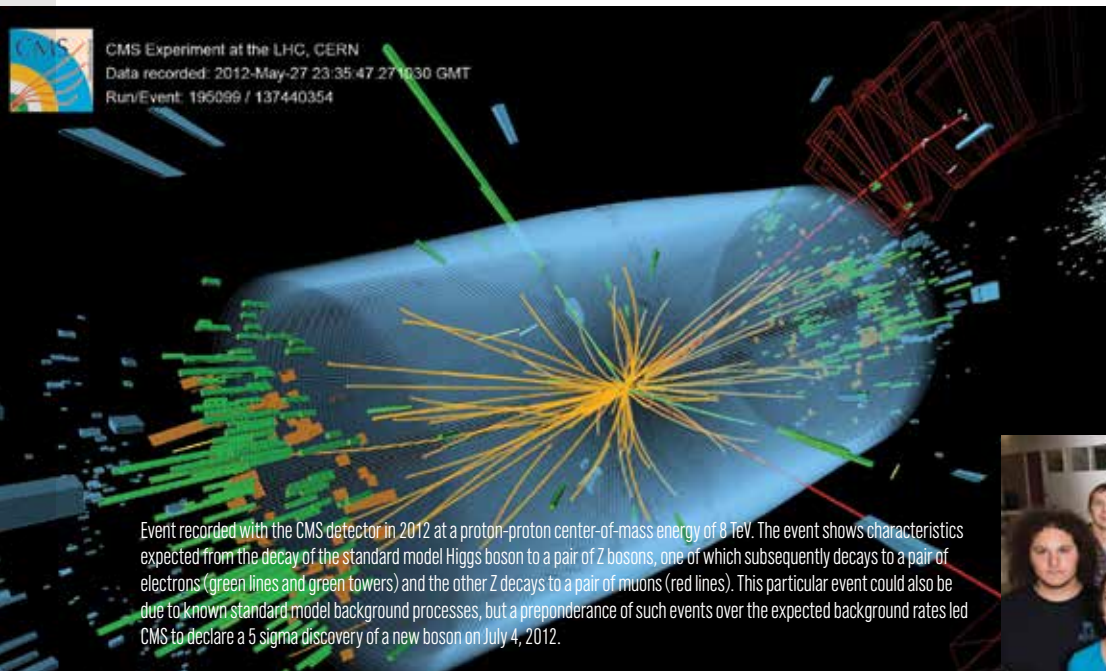 CMS
CMS Experiment at the LHC, CERN
Data recorded: 2012-May-27 23:35:47.271030 GMT
Run/Event: 195099 / 137440354
Event recorded with the CMS detector in 2012 at a proton-proton center-of-mass energy of 8 TeV. The event shows characteristics
expected from the decay of the standard model Higgs boson to a pair of Z bosons, one of which subsequently decays to a pair of
electrons (green lines and green towers) and the other Z decays to a pair of muons (red lines). This particular event could also be
due to known standard model background processes, but a preponderance of such events over the expected background rates led
CMS to declare a 5 sigma discovery of a new boson on July 4, 2012.